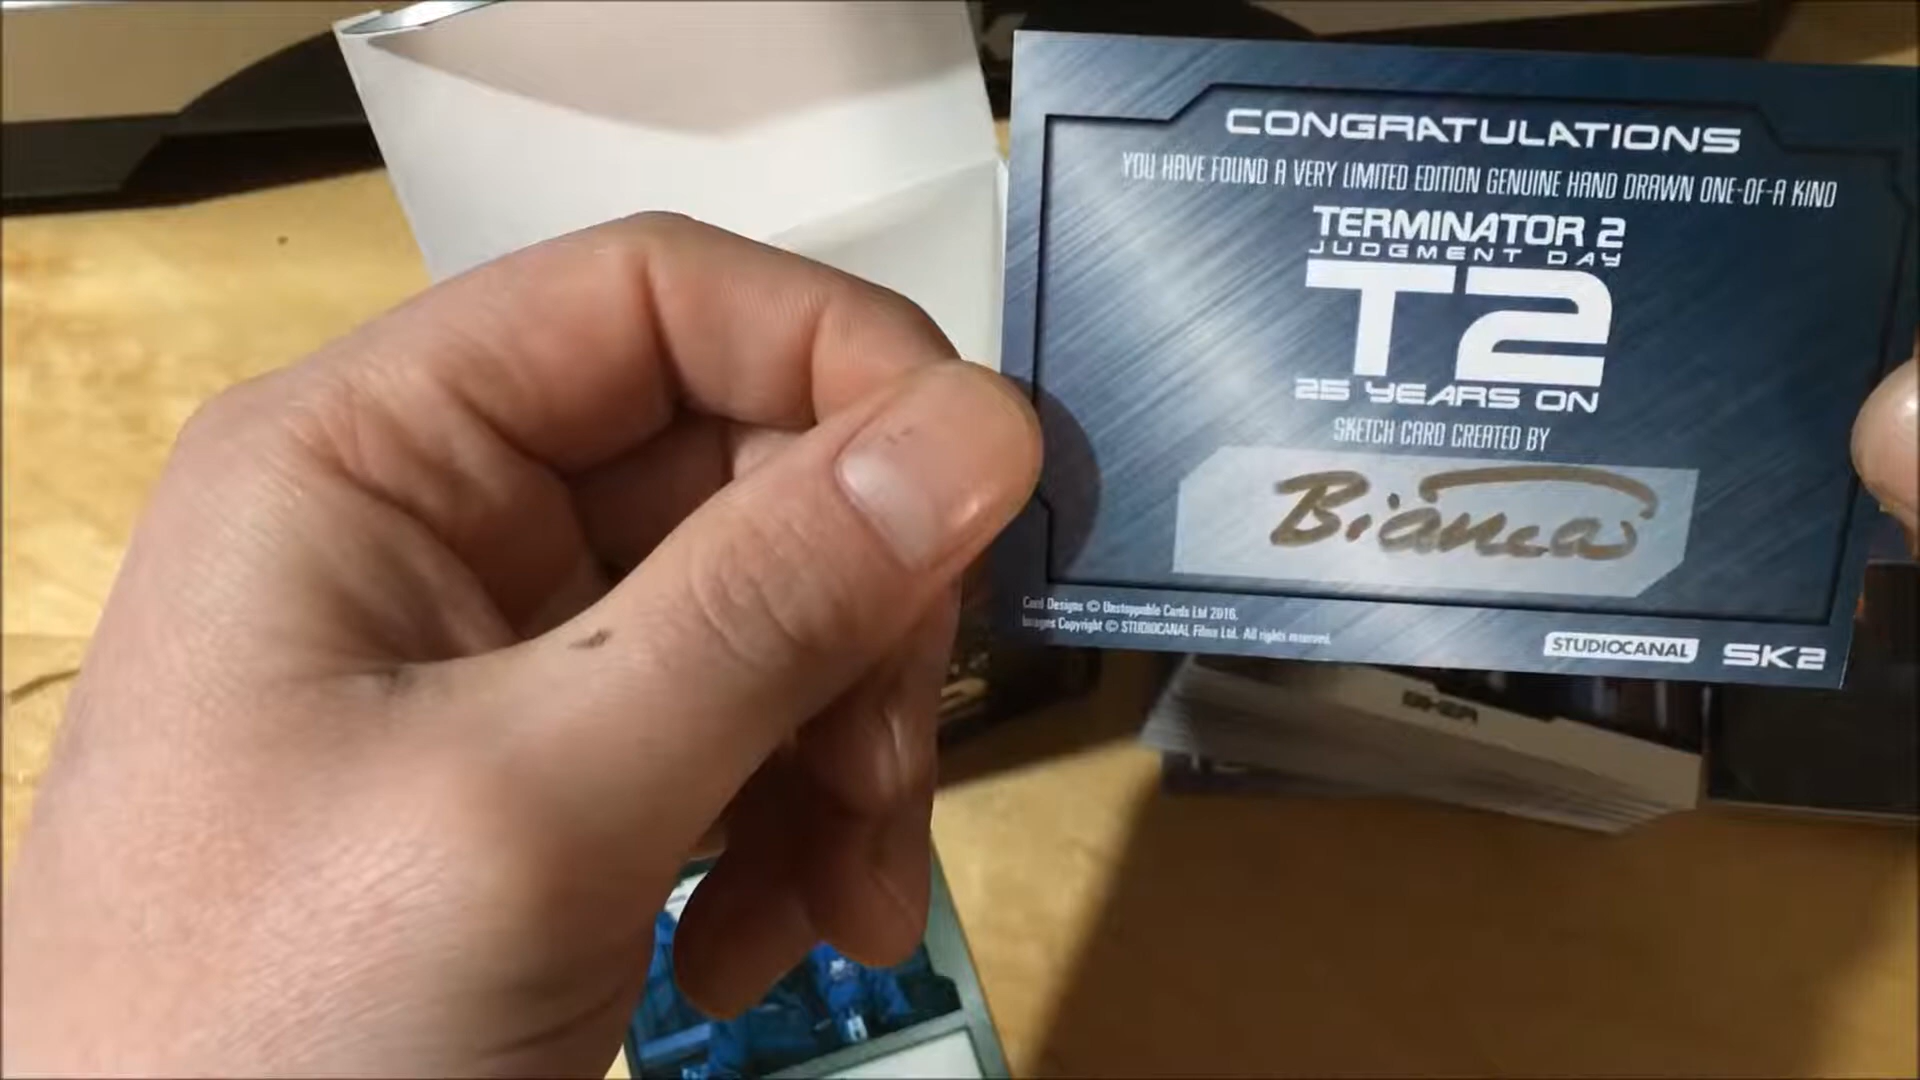 CONGRATULATIONS
YOU HAVE FOUND A VERY LIMITED EDITION GENUINE HAND DRAWN ONE-OF-A KIND
TERMINATOR 2
JUDGMENT DAY
T2
25 YEARS ON
SKETCH CARD CREATED BY
Bianca
Card Designs © Unstoppable Cards Ltd 2016.
Images Copyright © STUDIOCANAL Films Ltd. All rights reserved.
STUDIOCANAL SK2